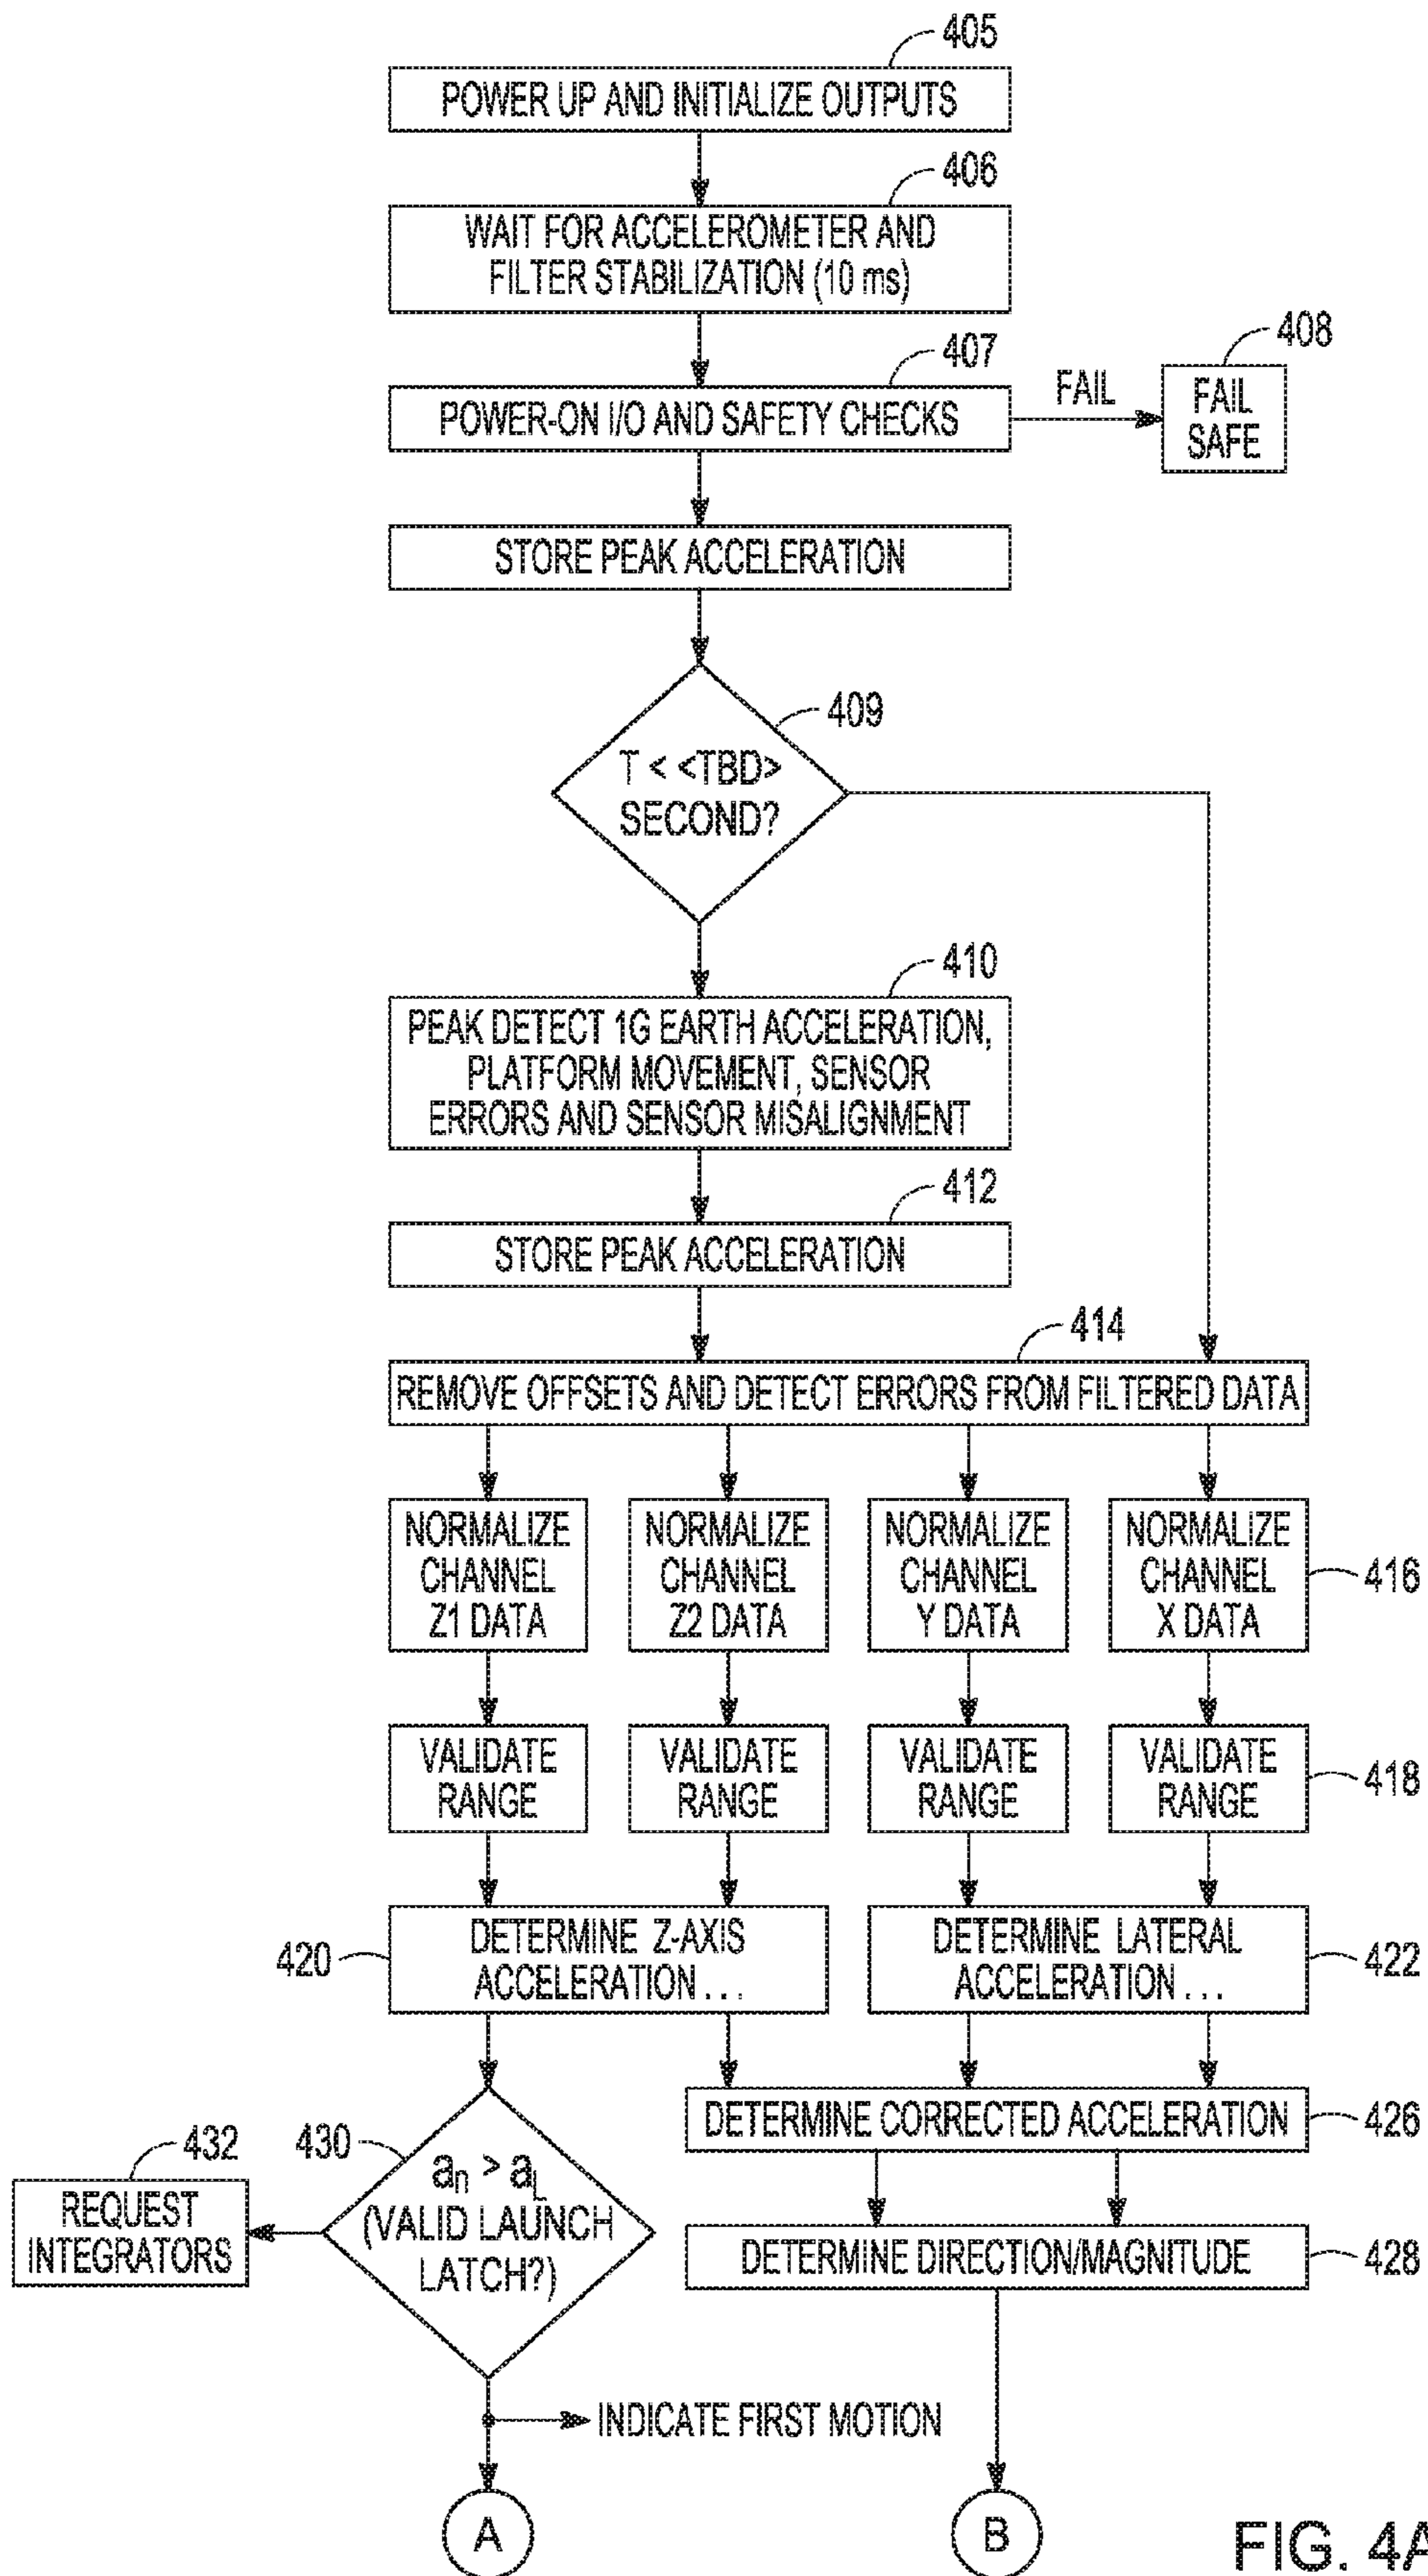 405
POWER UP AND INITIALIZE OUTPUTS
406
WAIT FOR ACCELEROMETER AND
FILTER STABILIZATION (10 ms)
407
POWER-ON I/O AND SAFETY CHECKS
FAIL
408
FAIL
SAFE
STORE PEAK ACCELERATION
409
T < <TBD>
SECOND?
410
PEAK DETECT 1G EARTH ACCELERATION,
PLATFORM MOVEMENT, SENSOR
ERRORS AND SENSOR MISALIGNMENT
412
STORE PEAK ACCELERATION
414
REMOVE OFFSETS AND DETECT ERRORS FROM FILTERED DATA
NORMALIZE
CHANNEL
Z1 DATA
NORMALIZE
CHANNEL
Z2 DATA
NORMALIZE
CHANNEL
Y DATA
NORMALIZE
CHANNEL
X DATA
416
VALIDATE
RANGE
VALIDATE
RANGE
VALIDATE
RANGE
VALIDATE
RANGE
418
420
DETERMINE Z-AXIS
ACCELERATION . . .
DETERMINE LATERAL
ACCELERATION . . .
422
DETERMINE CORRECTED ACCELERATION
426
432
REQUEST
INTEGRATORS
430
an > aL
(VALID LAUNCH
LATCH?)
DETERMINE DIRECTION/MAGNITUDE
428
INDICATE FIRST MOTION
A
B
FIG. 4A